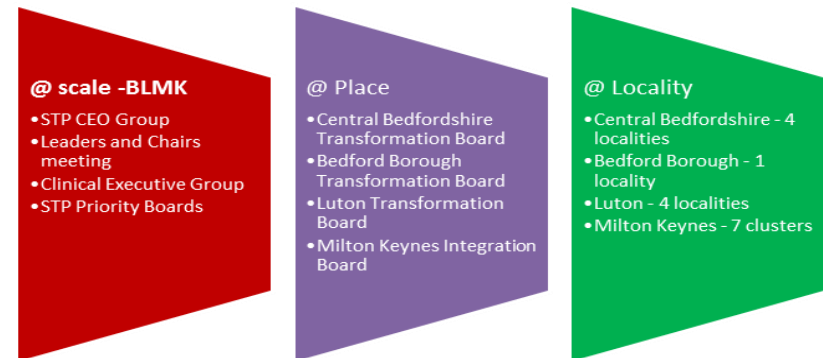 @ scale -BLMK
•STP CEO Group
•Leaders and Chairs
meeting
•Clinical Executive Group
•STP Priority Boards
@ Place
•Central Bedfordshire
Transformation Board
•Bedford Borough
Transformation Board
•Luton Transformation
Board
•Milton Keynes Integration
Board
@ Locality
•Central Bedfordshire - 4
localities
•Bedford Borough - 1
locality
•Luton - 4 localities
•Milton Keynes - 7 clusters